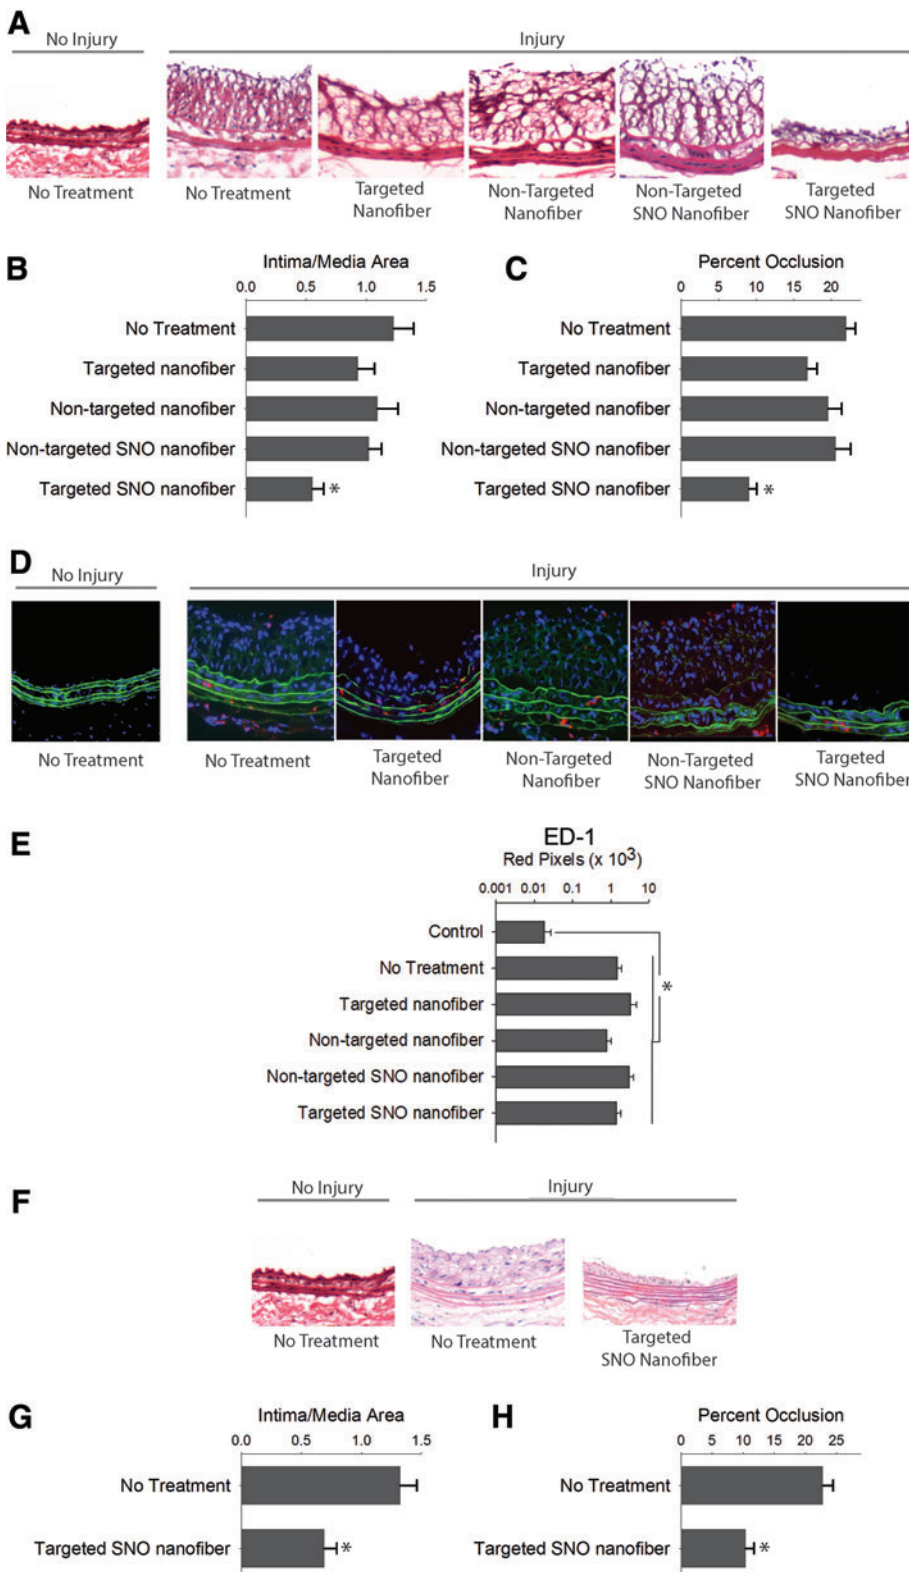 A
No Injury
Injury
No Treatment
No Treatment
Targeted
Nanofiber
Non-Targeted
Nanofiber
Non-Targeted
SNO Nanofiber
Targeted
SNO Nanofiber
B
Intima/Media Area
0.0 0.5 1.0 1.5
No Treatment
Targeted nanofiber
Non-targeted nanofiber
Non-targeted SNO nanofiber
Targeted SNO nanofiber
*
C
Percent Occlusion
0 5 10 15 20
No Treatment
Targeted nanofiber
Non-targeted nanofiber
Non-targeted SNO nanofiber
Targeted SNO nanofiber
*
D
No Injury
Injury
No Treatment
No Treatment
Targeted
Nanofiber
Non-Targeted
Nanofiber
Non-Targeted
SNO Nanofiber
Targeted
SNO Nanofiber
E
ED-1
Red Pixels (x 10³)
0.001 0.01 0.1 1 10
Control
No Treatment
Targeted nanofiber
Non-targeted nanofiber
Non-targeted SNO nanofiber
Targeted SNO nanofiber
*
F
No Injury
Injury
No Treatment
No Treatment
Targeted
SNO Nanofiber
G
Intima/Media Area
0.0 0.5 1.0 1.5
No Treatment
Targeted SNO nanofiber
*
H
Percent Occlusion
0 5 10 15 20 25
No Treatment
Targeted SNO nanofiber
*